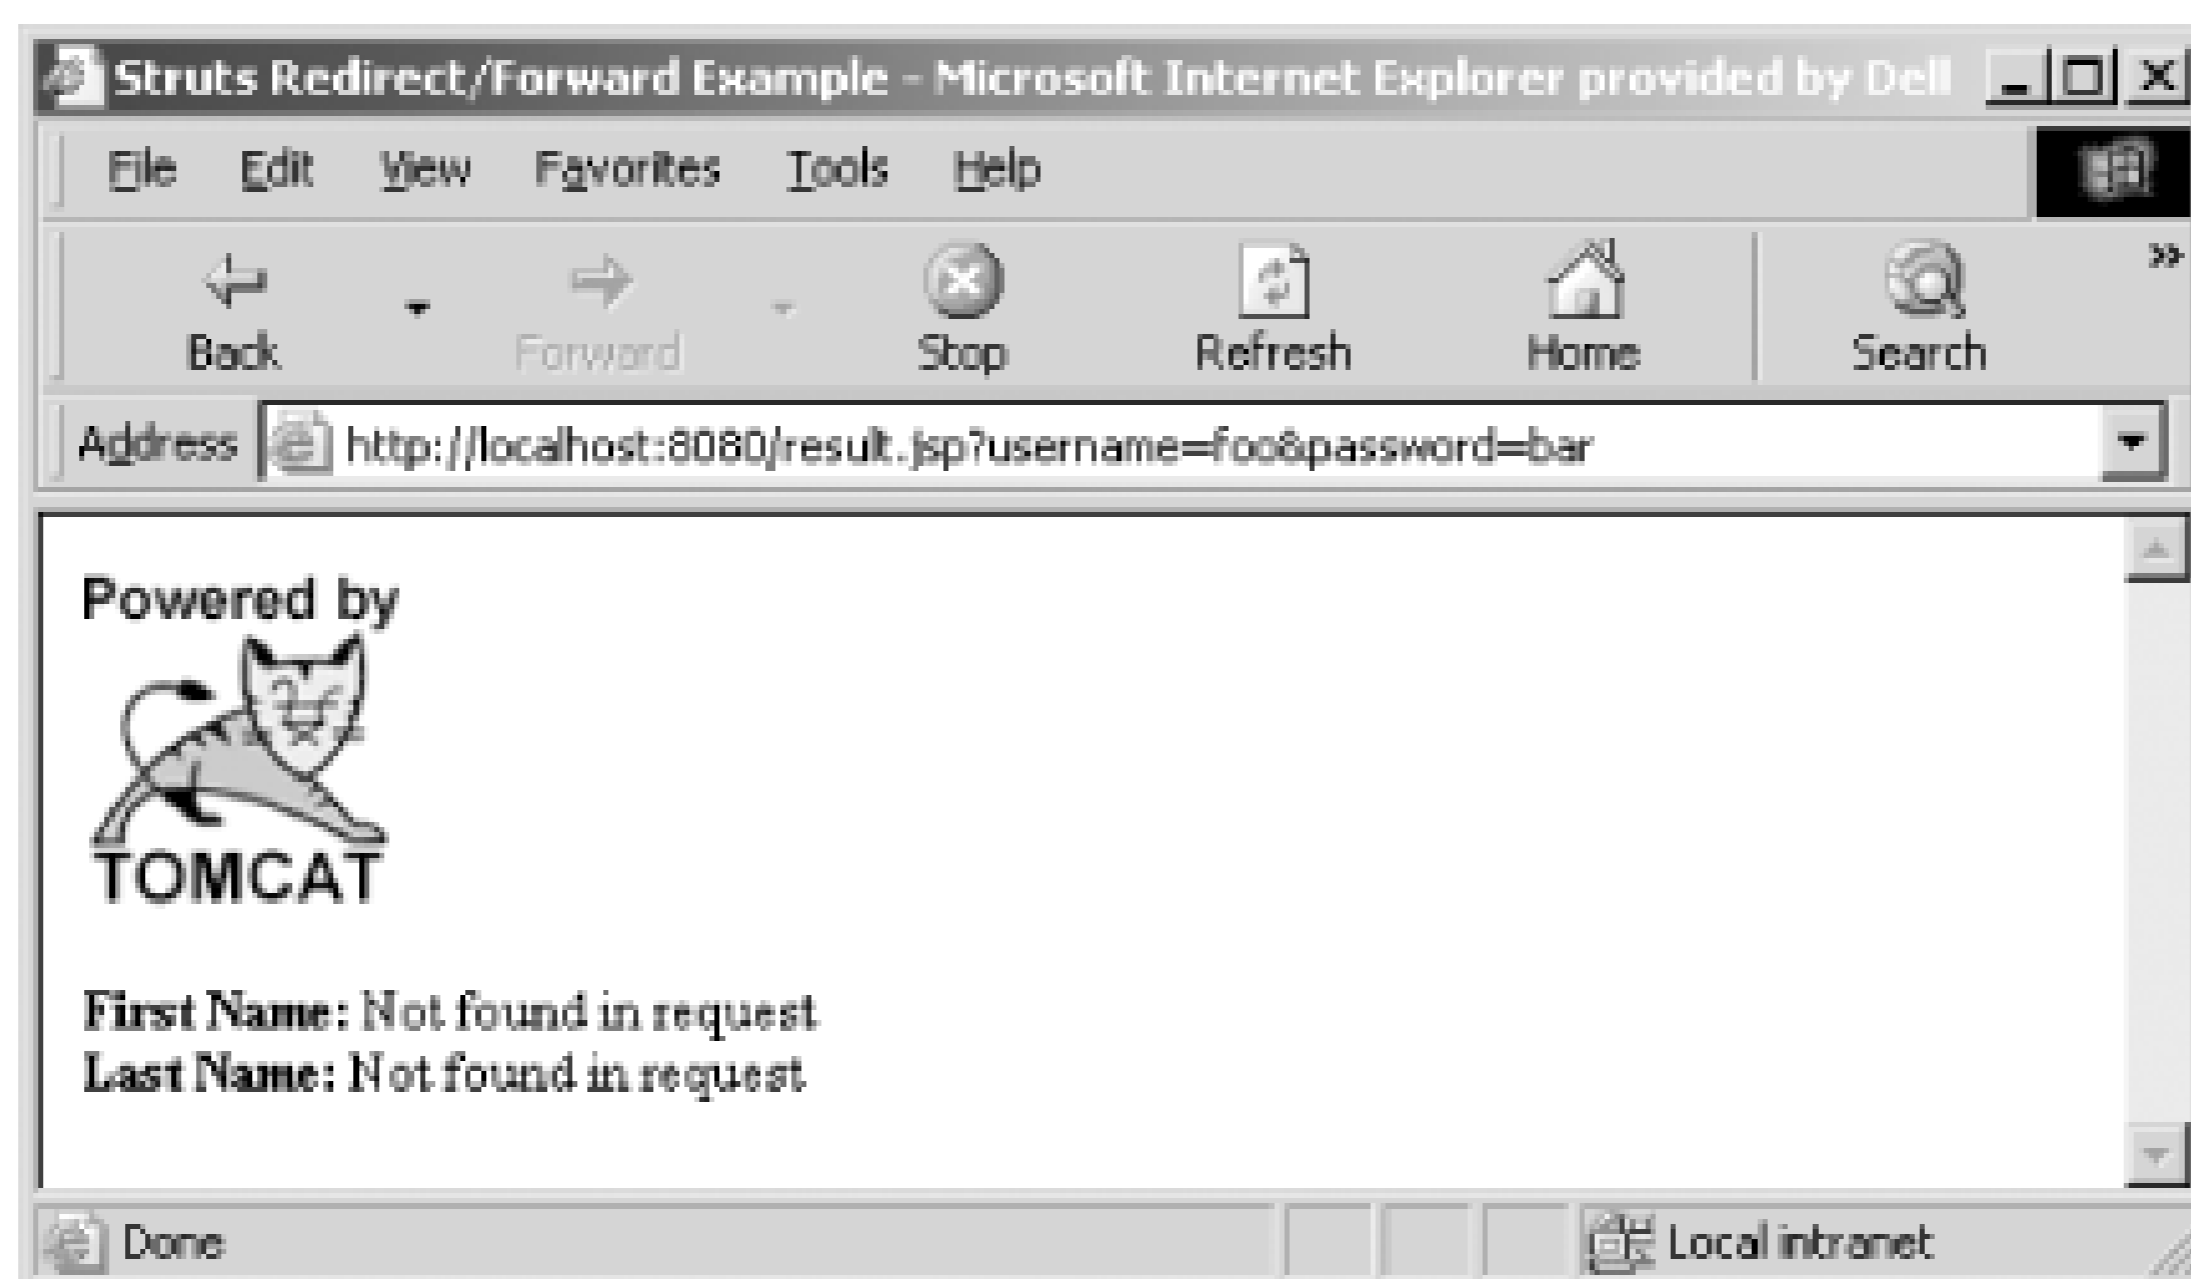 Struts Redirect/Forward Example - Microsoft Internet Explorer provided by Dell
File Edit View Favorites Tools Help
Back Forward Stop Refresh Home Search »
Address http://localhost:8080/result.jsp?username=foo&password=bar
Powered by
TOMCAT
First Name: Not found in request
Last Name: Not found in request
Done Local intranet